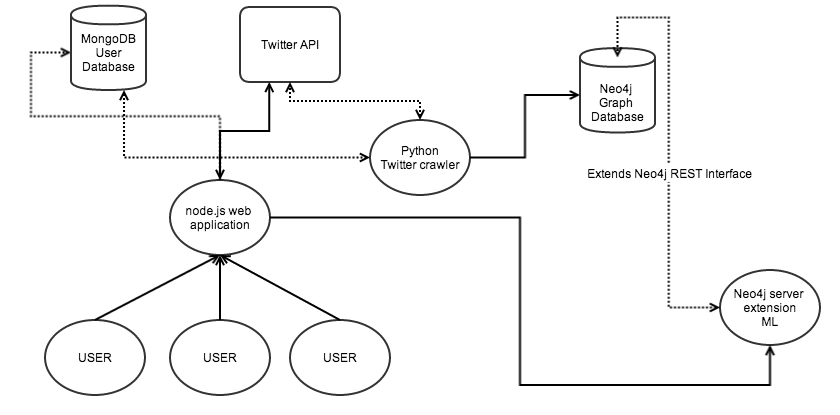 MongoDB
User
Database
Twitter API
Neo4j
Graph
Database
Python
Twitter crawler
Extends Neo4j REST Interface
node.js web
application
Neo4j server
extension
ML
USER
USER
USER